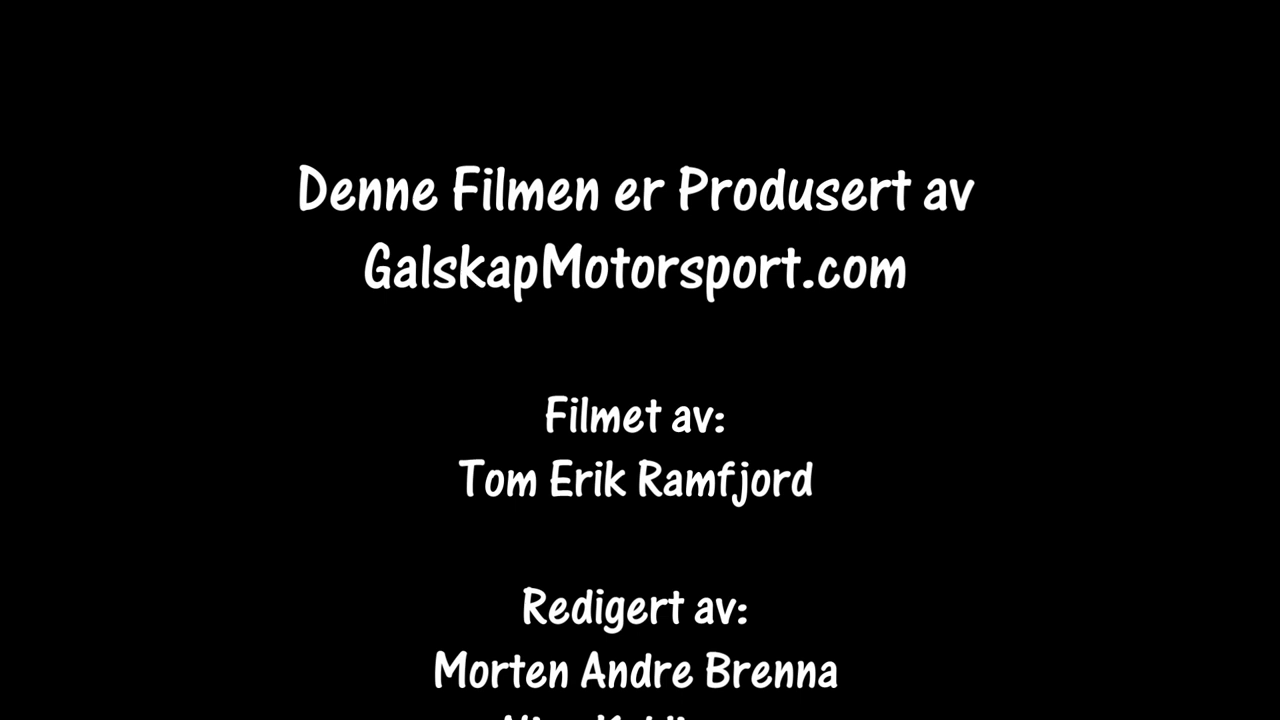 Denne Filmen er Produsert av
GalskapMotorsport.com
Filmet av:
Tom Erik Ramfjord
Redigert av:
Morten Andre Brenna